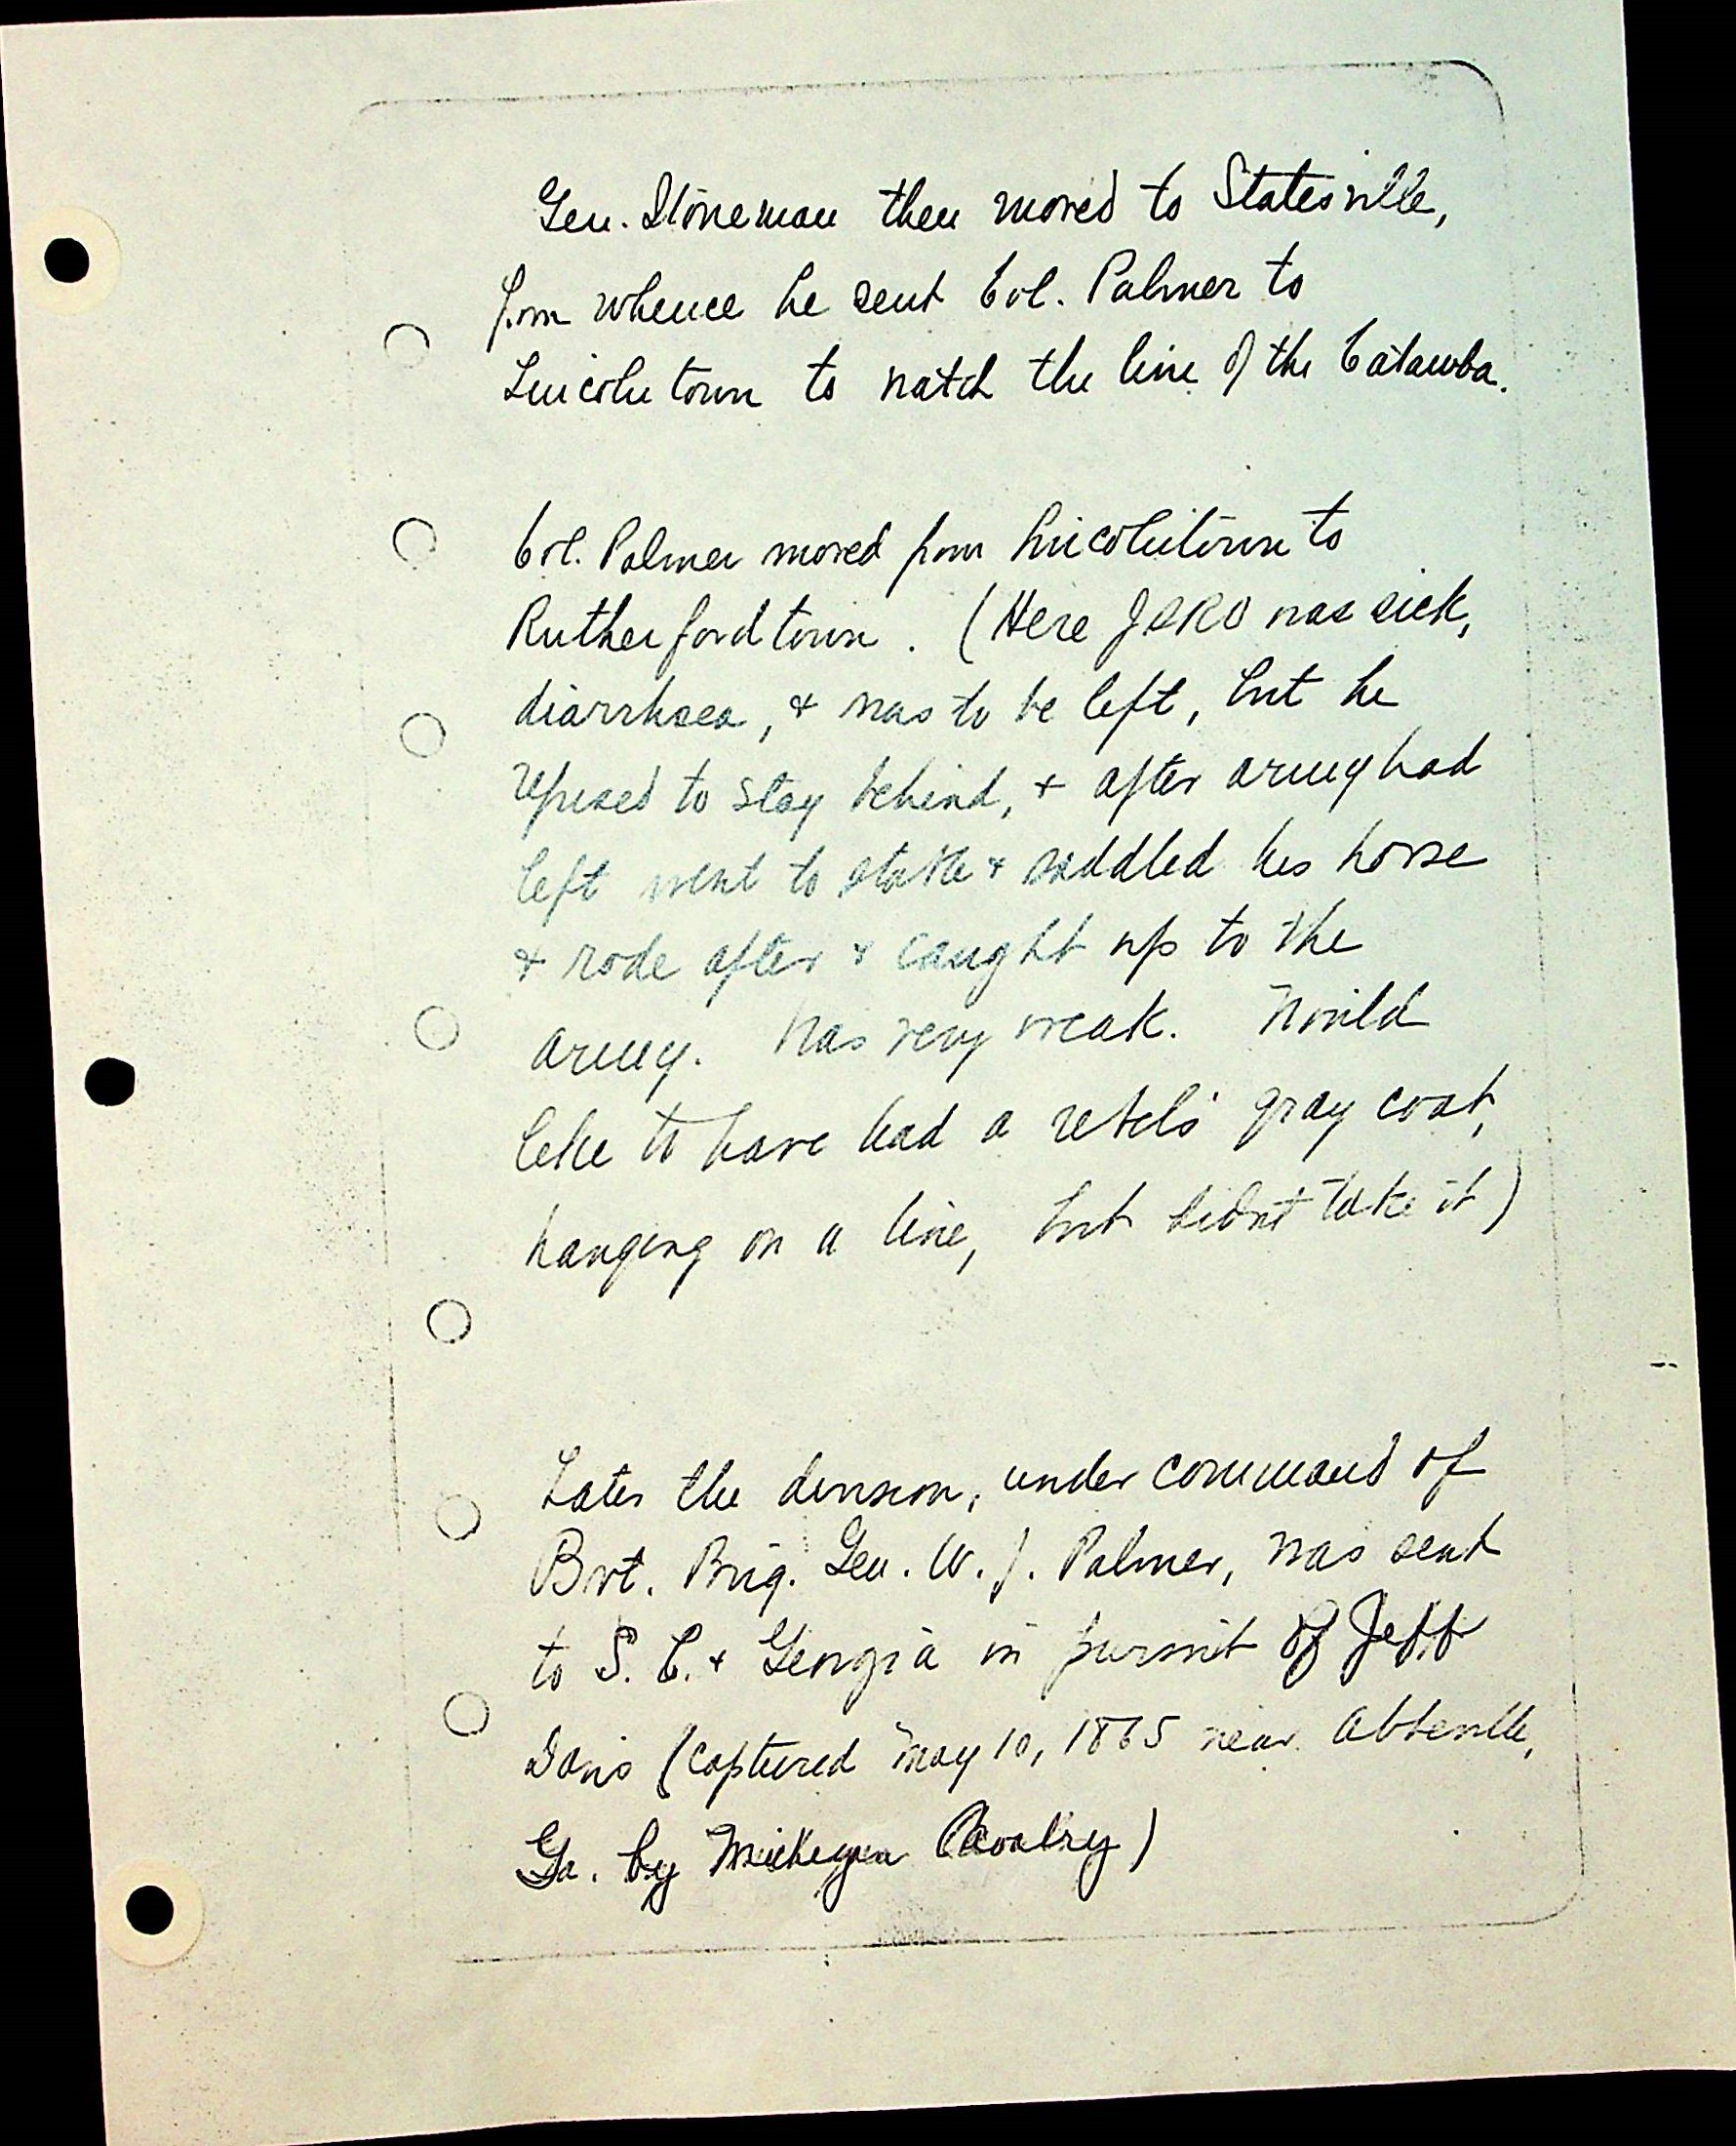 Gen. Stoneman then moved to Statesville,
from whence he sent Col. Palmer to
Lincolntown to watch the line of the Catawba.
Col. Palmer moved from Lincolntown to
Rutherfordtown. (Here JSRO was sick,
diarrhoea, & was to be left, but he
refused to stay behind, & after army had
left went to stable & saddled his horse
& rode after & caught up to the
army. Was very weak. Would
like to have had a rebel's gray coat,
hanging on a line, but didn't take it)
Later the division, under command of
Bvt. Brig. Gen. W. J. Palmer, was sent
to S. C. & Georgia in pursuit of Jeff
Davis (captured May 10, 1865 near Abbeville,
Ga. by Michigan Cavalry)